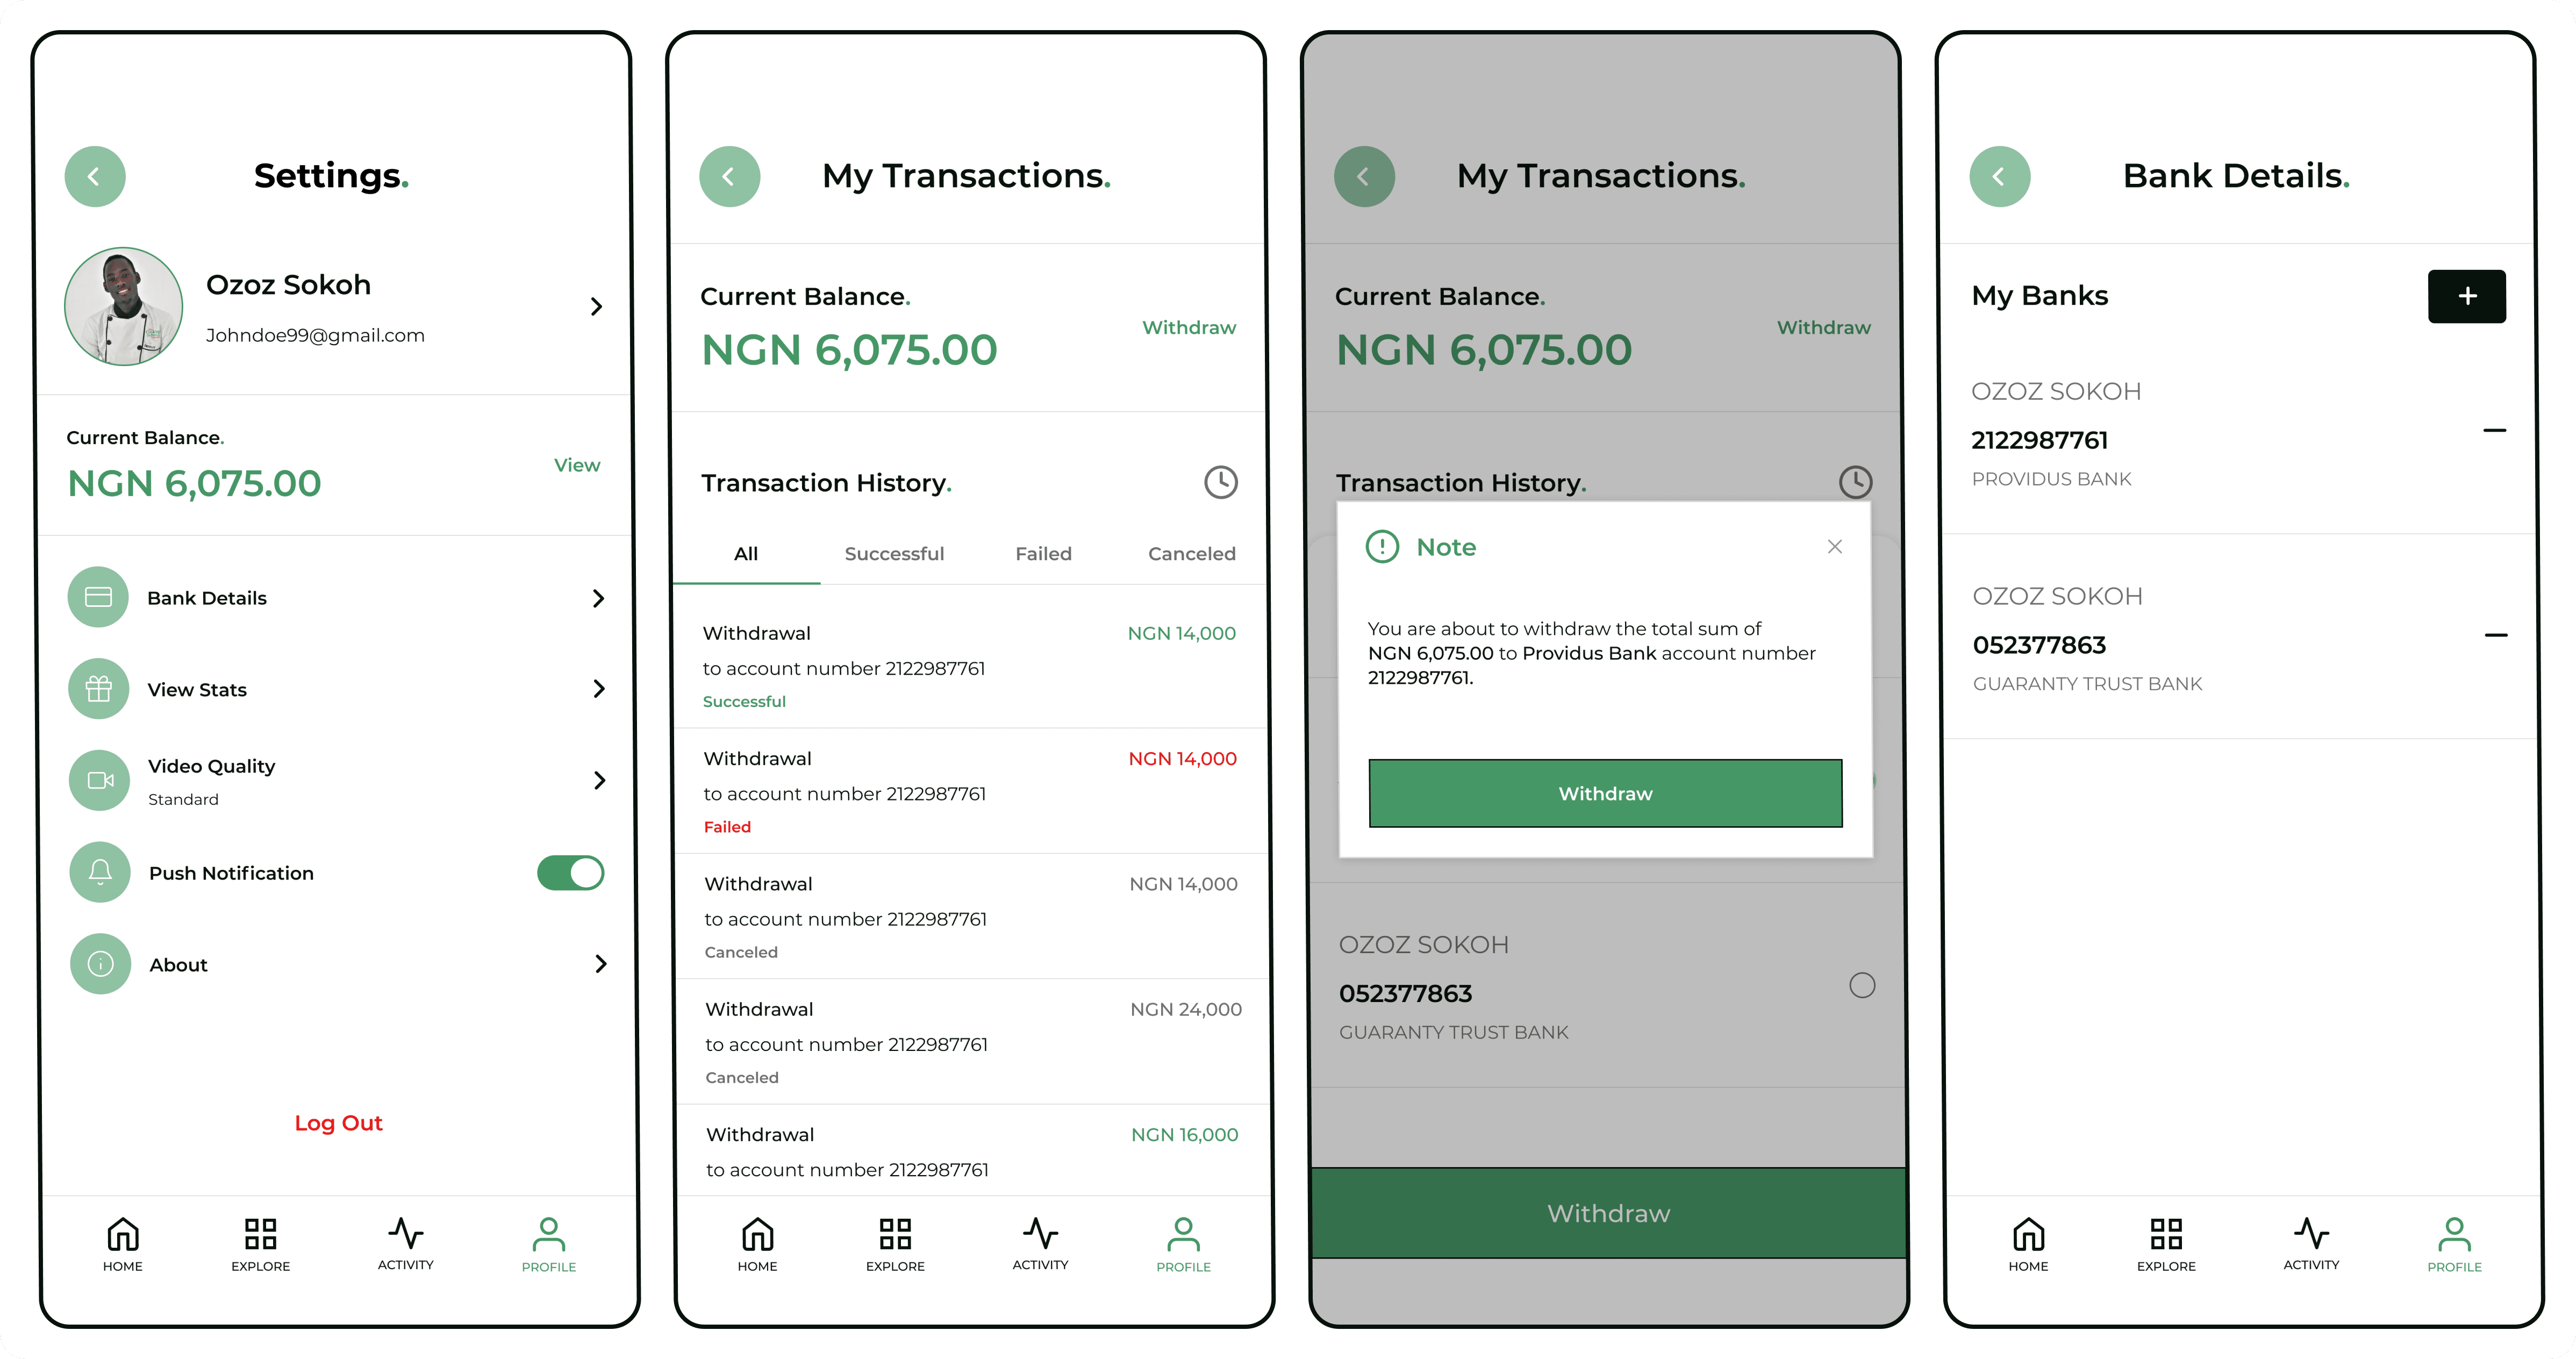 Settings.
Ozoz Sokoh
Johndoe99@gmail.com
Current Balance.
NGN 6,075.00
View
Bank Details
View Stats
Video Quality
Standard
Push Notification
About
Log Out
HOME
EXPLORE
ACTIVITY
PROFILE
My Transactions.
Current Balance.
NGN 6,075.00
Withdraw
Transaction History.
All
Successful
Failed
Canceled
Withdrawal
NGN 14,000
to account number 2122987761
Successful
Withdrawal
NGN 14,000
to account number 2122987761
Failed
Withdrawal
NGN 14,000
to account number 2122987761
Canceled
Withdrawal
NGN 24,000
to account number 2122987761
Canceled
Withdrawal
NGN 16,000
to account number 2122987761
HOME
EXPLORE
ACTIVITY
PROFILE
My Transactions.
Current Balance.
NGN 6,075.00
Withdraw
Transaction History.
Note
You are about to withdraw the total sum of
NGN 6,075.00 to Providus Bank account number
2122987761.
Withdraw
OZOZ SOKOH
052377863
GUARANTY TRUST BANK
Withdraw
Bank Details.
My Banks
OZOZ SOKOH
2122987761
PROVIDUS BANK
OZOZ SOKOH
052377863
GUARANTY TRUST BANK
HOME
EXPLORE
ACTIVITY
PROFILE